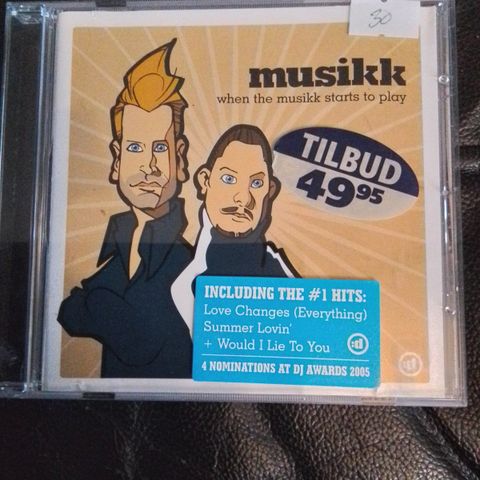 30
musikk
when the musikk starts to play
TILBUD
49.95
INCLUDING THE #1 HITS:
Love Changes (Everything)
Summer Lovin'
+ Would I Lie To You
4 NOMINATIONS AT DJ AWARDS 2005